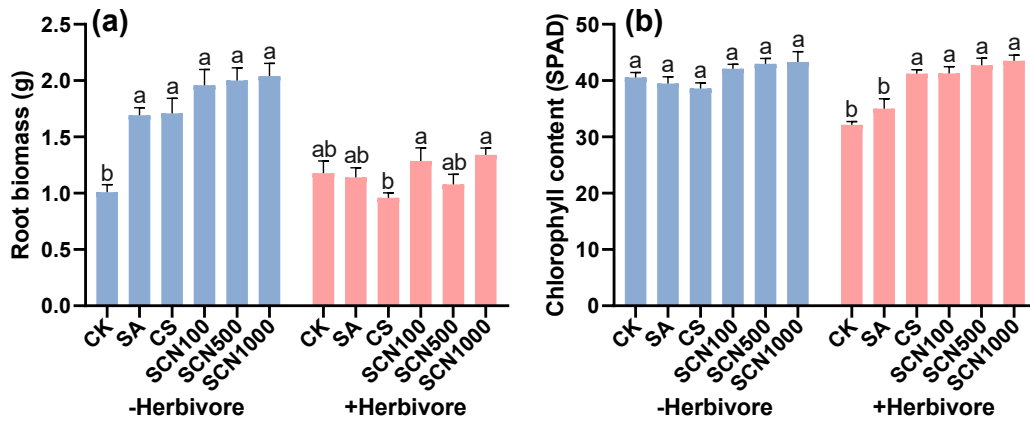 (a)
Root biomass (g)
2.5
2.0
1.5
1.0
0.5
0.0
b a a a a a
ab ab b a ab a
CK SA CS SCN100 SCN500 SCN1000
CK SA CS SCN100 SCN500 SCN1000
-Herbivore +Herbivore
(b)
Chlorophyll content (SPAD)
50
40
30
20
10
0
a a a a a a
b b a a a a
CK SA CS SCN100 SCN500 SCN1000
CK SA CS SCN100 SCN500 SCN1000
-Herbivore +Herbivore